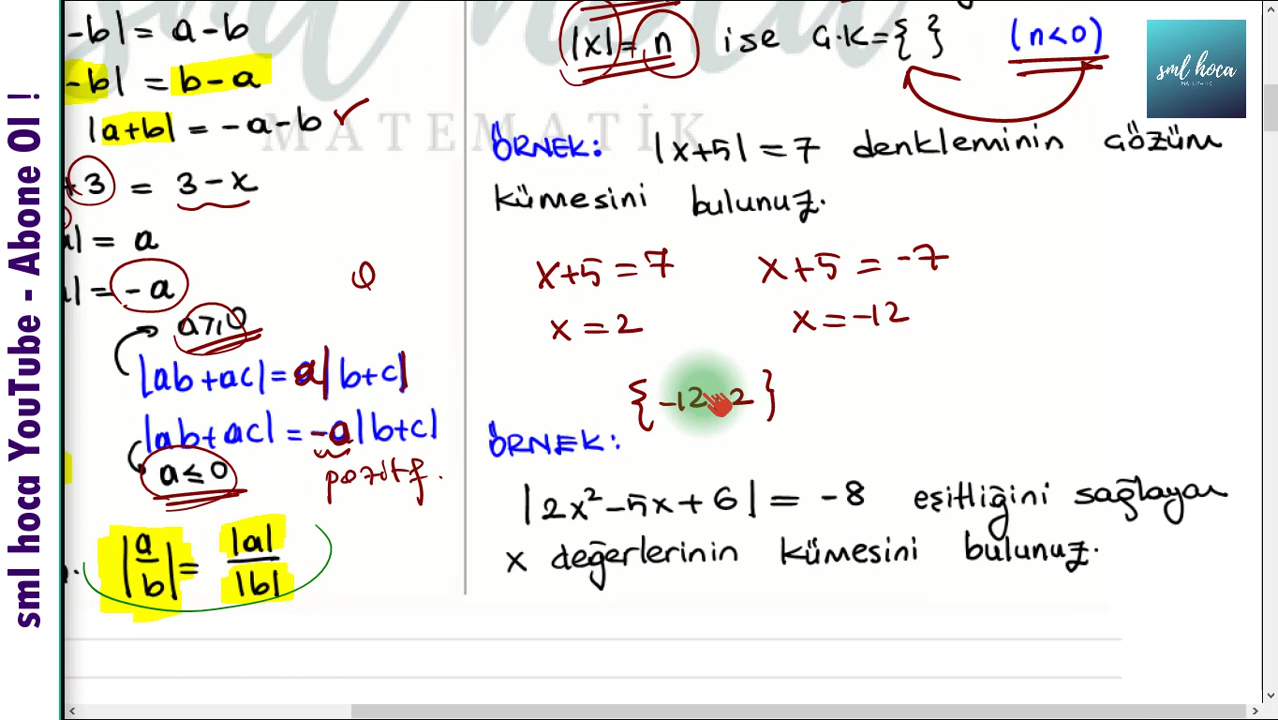 sml hoca YouTube - Abone Ol !
-b| = a-b
-b| = b-a
|a+b| = -a-b ✓
+3 = 3-x
| = a
| = -a
a≥0
|ab+ac| = a|b+c|
|ab+ac| = -a|b+c|
a≤0 pozitif.
|a/b| = |a|/|b|
MATEMATİK
|x| = n ise Ç.K={ } (n<0)
sml hoca
ÖRNEK: |x+5| = 7 denkleminin çözüm
kümesini bulunuz.
x+5 = 7 x+5 = -7
x = 2 x = -12
{-12, 2}
ÖRNEK:
|2x²-5x+6| = -8 eşitliğini sağlayan
x değerlerinin kümesini bulunuz.